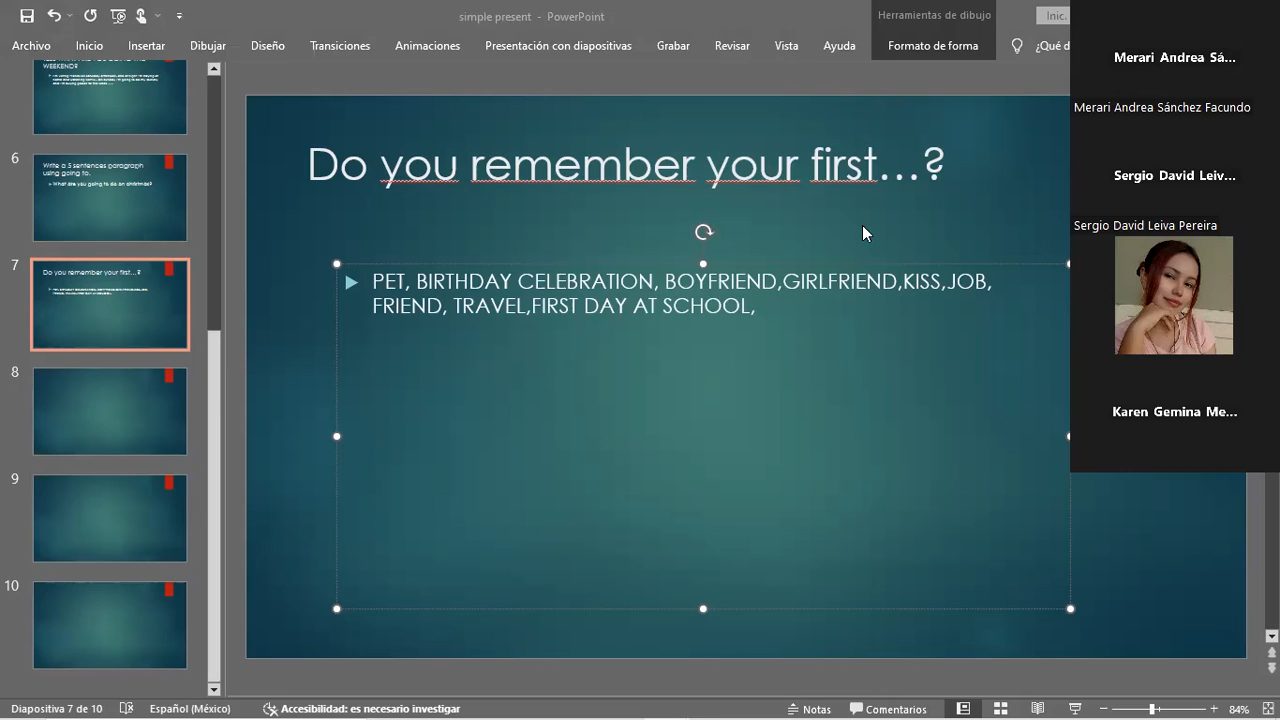 simple present - PowerPoint
Herramientas de dibujo
Inic.
Archivo
Inicio
Insertar
Dibujar
Diseño
Transiciones
Animaciones
Presentación con diapositivas
Grabar
Revisar
Vista
Ayuda
Formato de forma
¿Qué d
WEEKEND?
6
Write a 5 sentences paragraph
using going to.
What are you going to do on christmas?
7
Do you remember your first…?
8
9
10
Do you remember your first…?
PET, BIRTHDAY CELEBRATION, BOYFRIEND,GIRLFRIEND,KISS,JOB,
FRIEND, TRAVEL,FIRST DAY AT SCHOOL,
Merari Andrea Sá...
Merari Andrea Sánchez Facundo
Sergio David Leiv...
Sergio David Leiva Pereira
Karen Gemina Me...
Diapositiva 7 de 10
Español (México)
Accesibilidad: es necesario investigar
Notas
Comentarios
84%